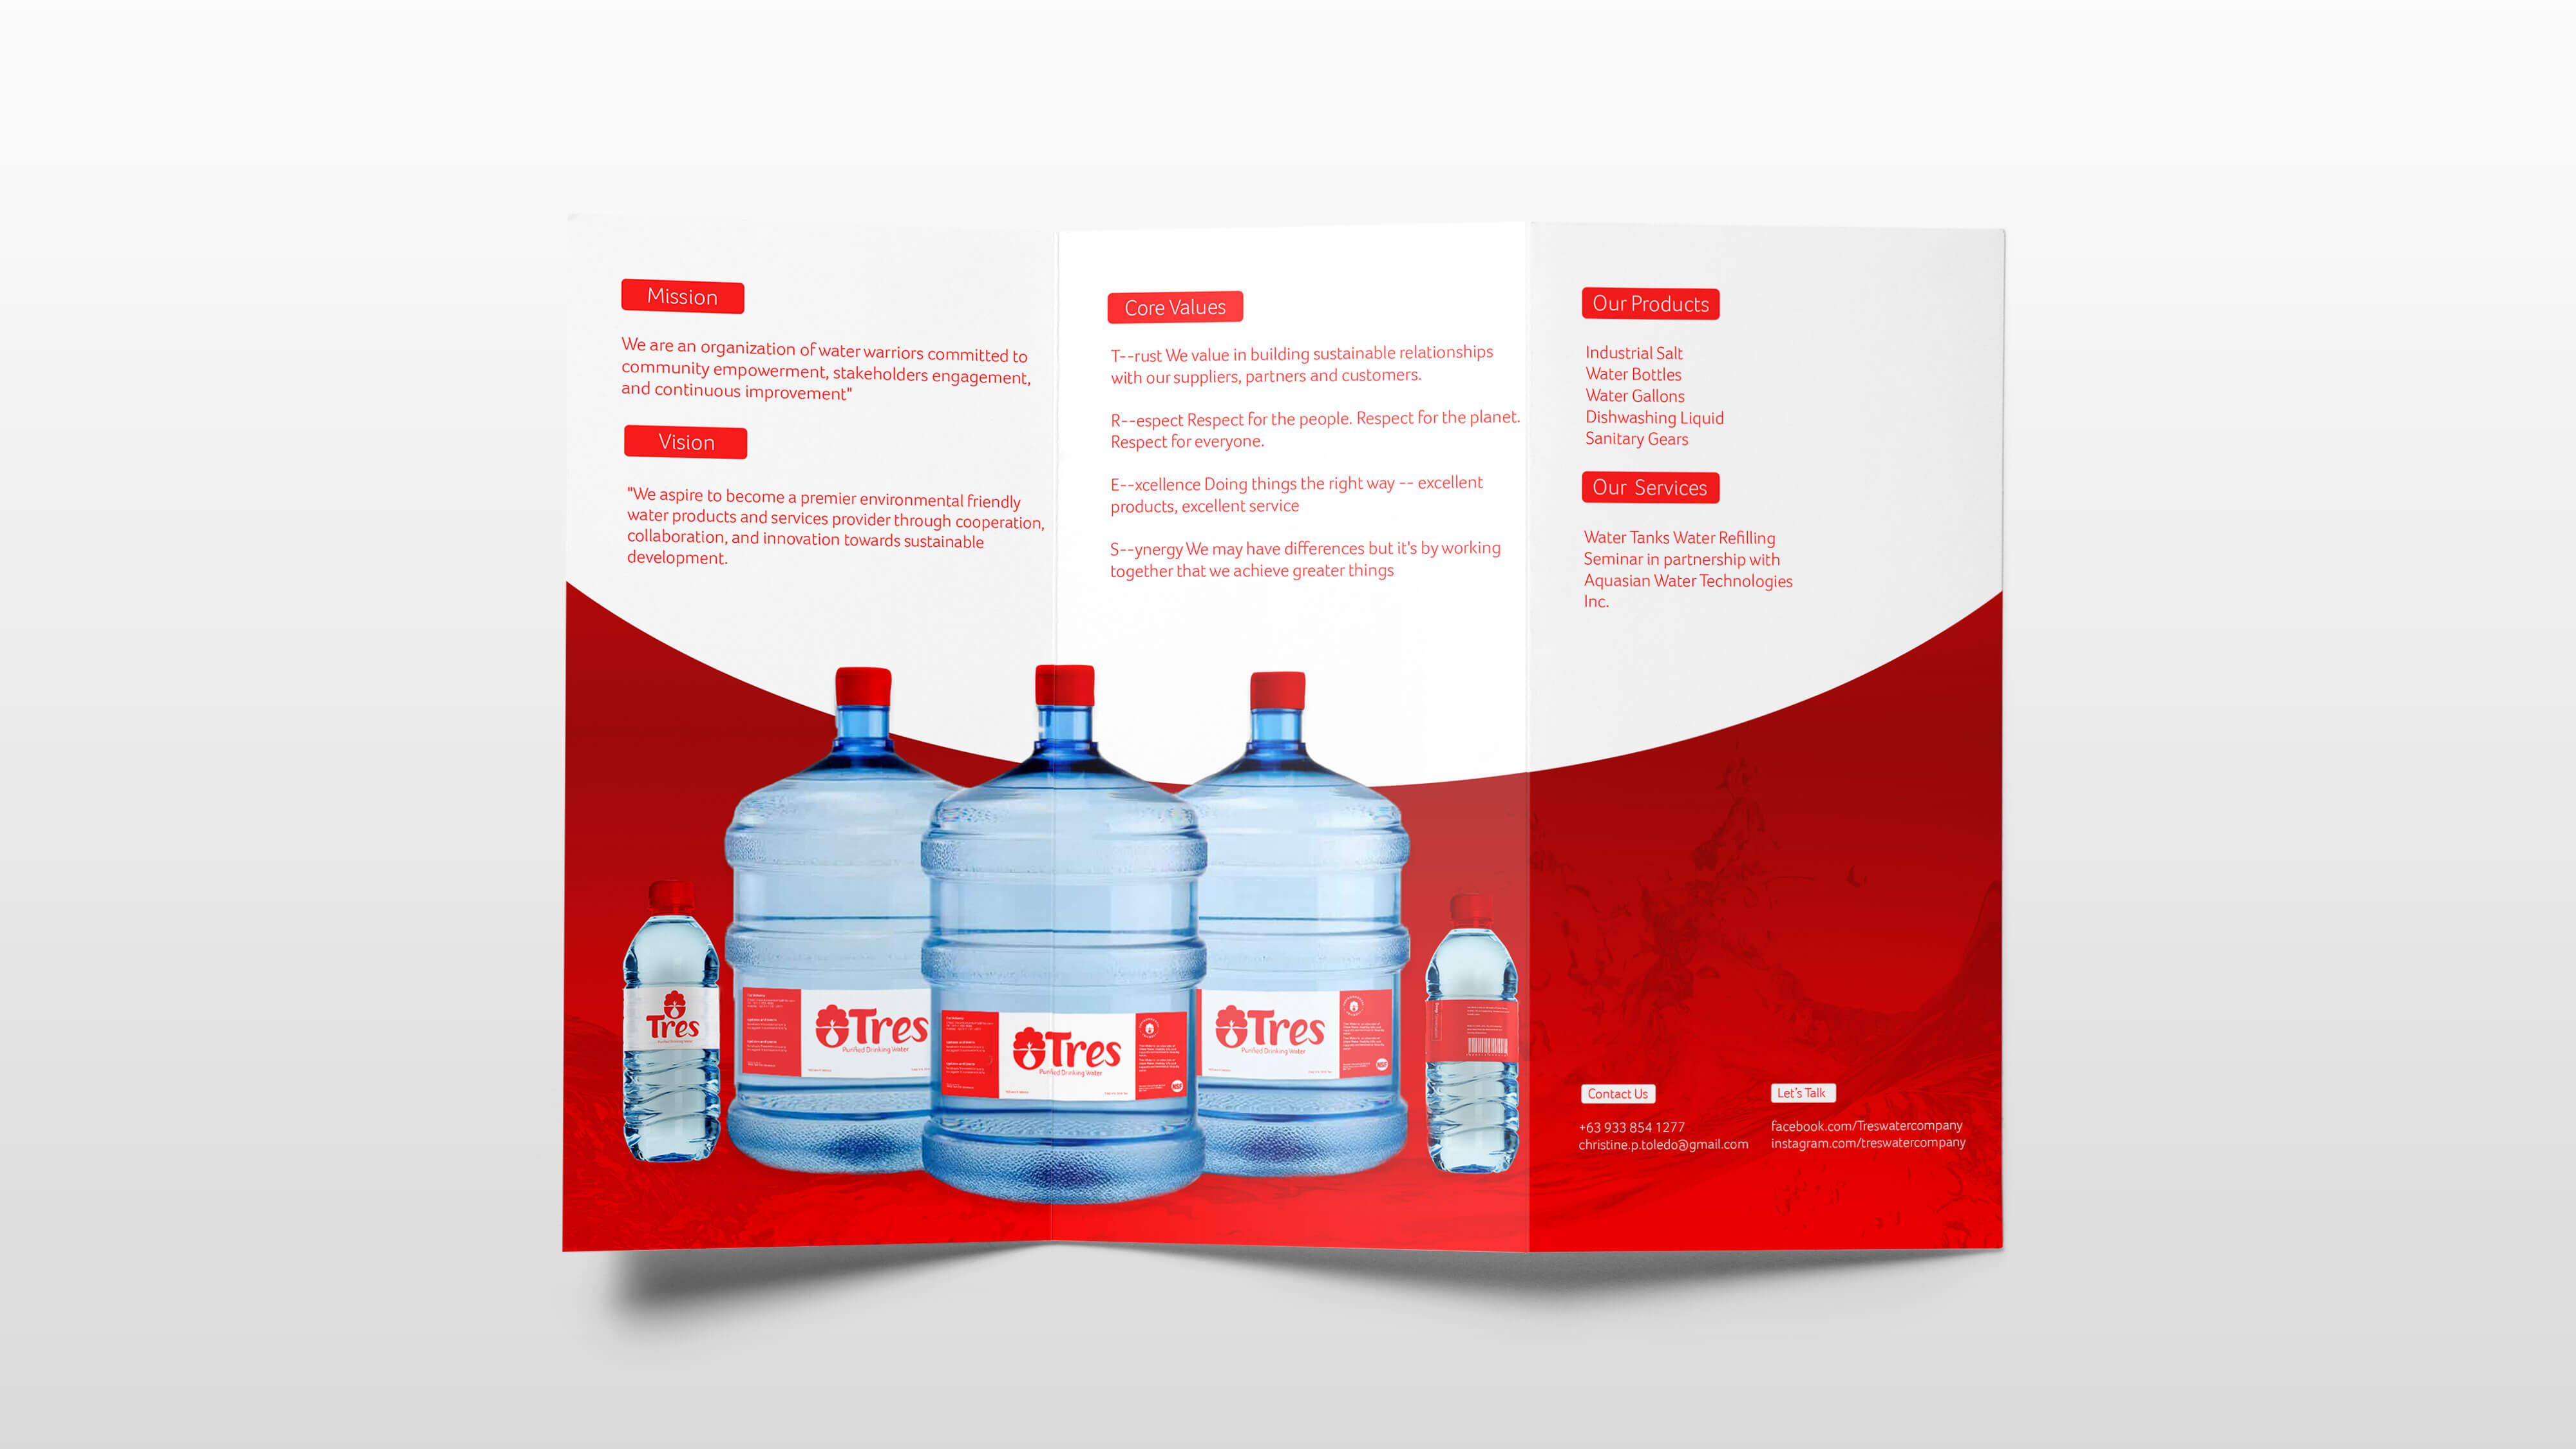 Mission
We are an organization of water warriors committed to
community empowerment, stakeholders engagement,
and continuous improvement"
Vision
"We aspire to become a premier environmental friendly
water products and services provider through cooperation,
collaboration, and innovation towards sustainable
development.
Core Values
T--rust We value in building sustainable relationships
with our suppliers, partners and customers.
R--espect Respect for the people. Respect for the planet.
Respect for everyone.
E--xcellence Doing things the right way -- excellent
products, excellent service
S--ynergy We may have differences but it's by working
together that we achieve greater things
Our Products
Industrial Salt
Water Bottles
Water Gallons
Dishwashing Liquid
Sanitary Gears
Our Services
Water Tanks Water Refilling
Seminar in partnership with
Aquasian Water Technologies
Inc.
Tres
Purified Drinking Water
Tres
Purified Drinking Water
Tres
Purified Drinking Water
NSF
Tres
Purified Drinking Water
NSF
Contact Us
+63 933 854 1277
christine.p.toledo@gmail.com
Let's Talk
facebook.com/Treswatercompany
instagram.com/treswatercompany